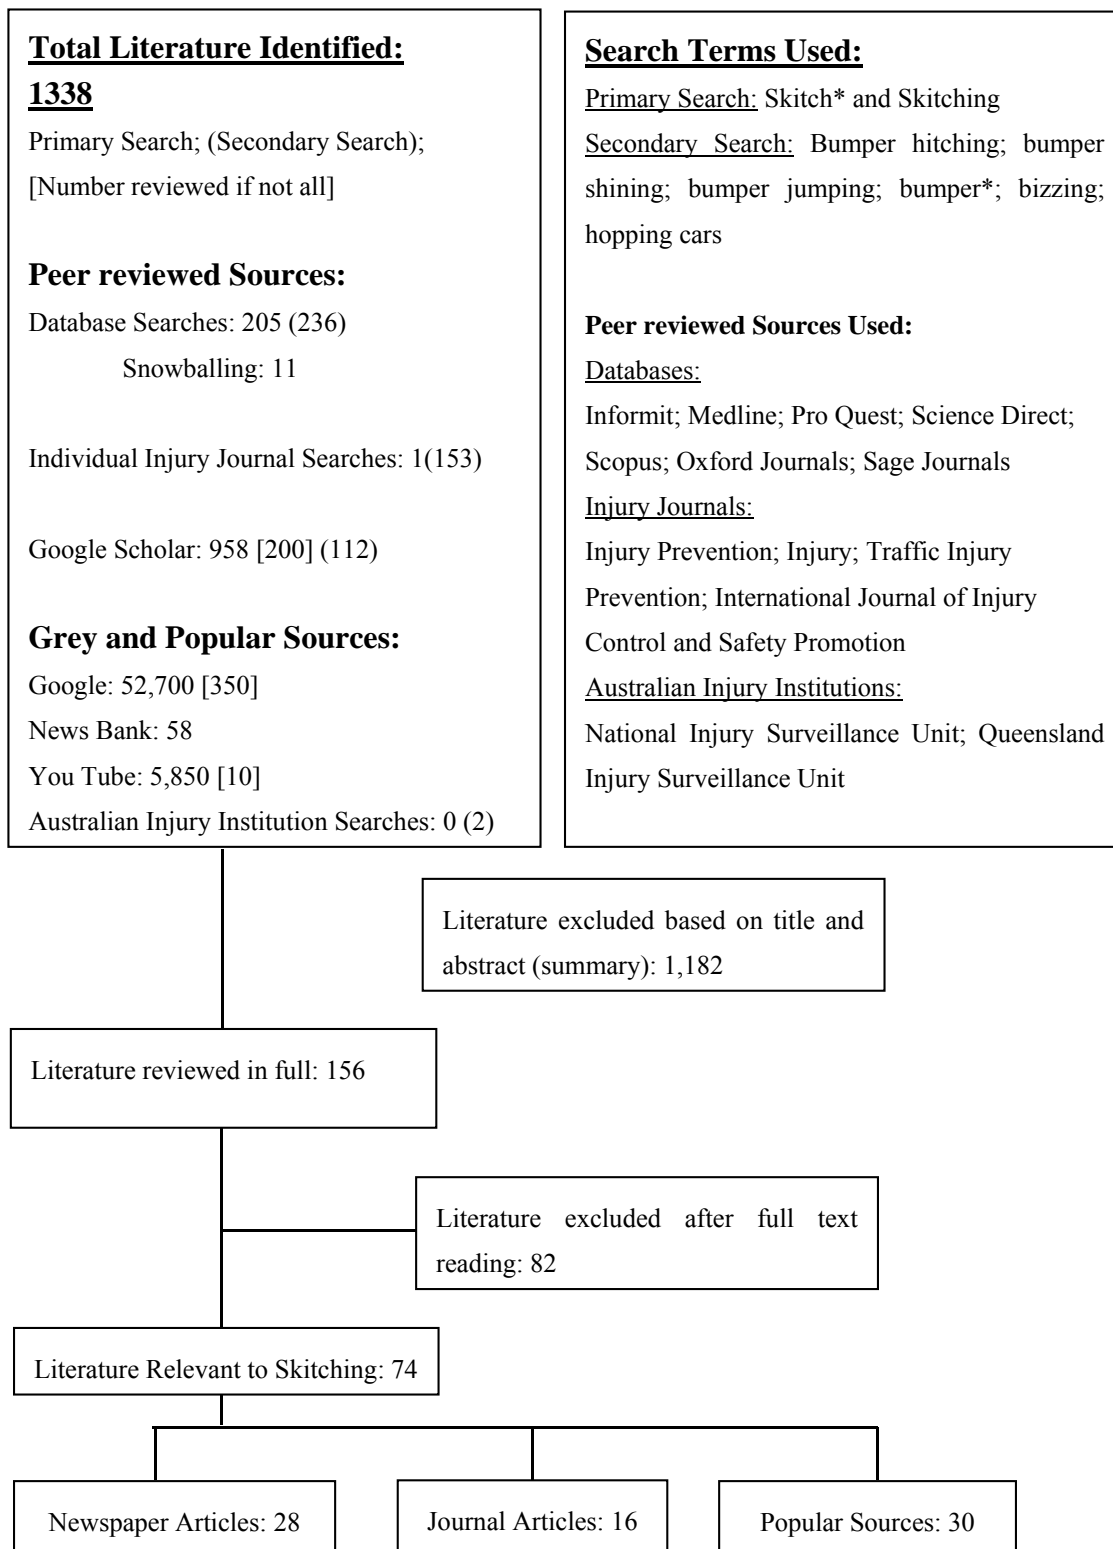 Total Literature Identified:
1338
Primary Search; (Secondary Search);
[Number reviewed if not all]
Peer reviewed Sources:
Database Searches: 205 (236)
Snowballing: 11
Individual Injury Journal Searches: 1(153)
Google Scholar: 958 [200] (112)
Grey and Popular Sources:
Google: 52,700 [350]
News Bank: 58
You Tube: 5,850 [10]
Australian Injury Institution Searches: 0 (2)
Search Terms Used:
Primary Search: Skitch* and Skitching
Secondary Search: Bumper hitching; bumper
shining; bumper jumping; bumper*; bizzing;
hopping cars
Peer reviewed Sources Used:
Databases:
Informit; Medline; Pro Quest; Science Direct;
Scopus; Oxford Journals; Sage Journals
Injury Journals:
Injury Prevention; Injury; Traffic Injury
Prevention; International Journal of Injury
Control and Safety Promotion
Australian Injury Institutions:
National Injury Surveillance Unit; Queensland
Injury Surveillance Unit
Literature excluded based on title and
abstract (summary): 1,182
Literature reviewed in full: 156
Literature excluded after full text
reading: 82
Literature Relevant to Skitching: 74
Newspaper Articles: 28
Journal Articles: 16
Popular Sources: 30